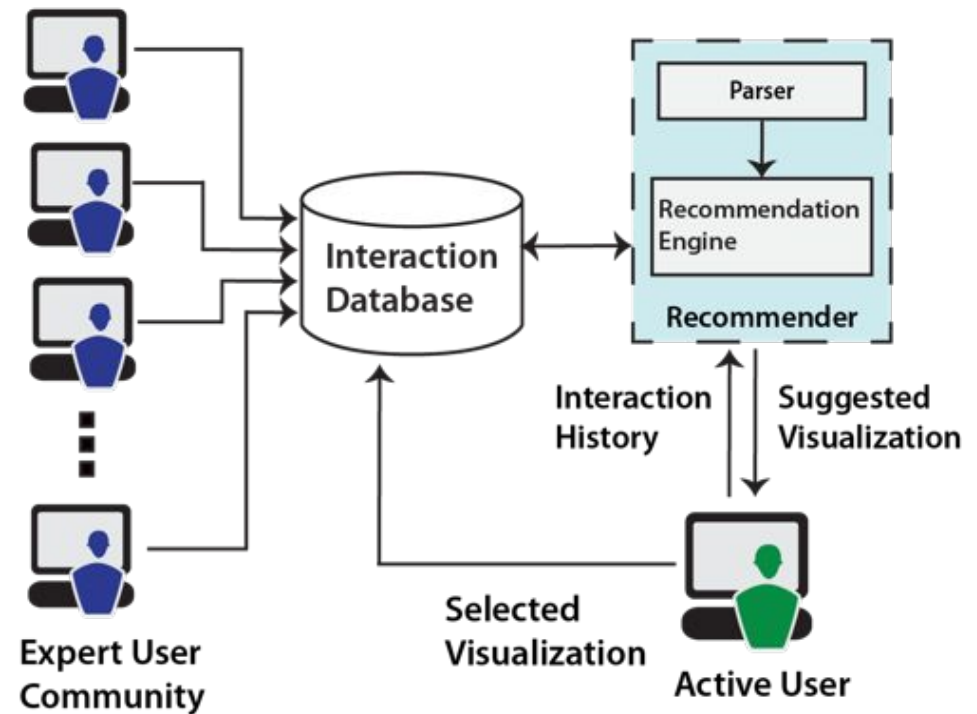 Parser
Recommendation
Engine
Recommender
Interaction
Database
Interaction
History
Suggested
Visualization
Selected
Visualization
Expert User
Community
Active User